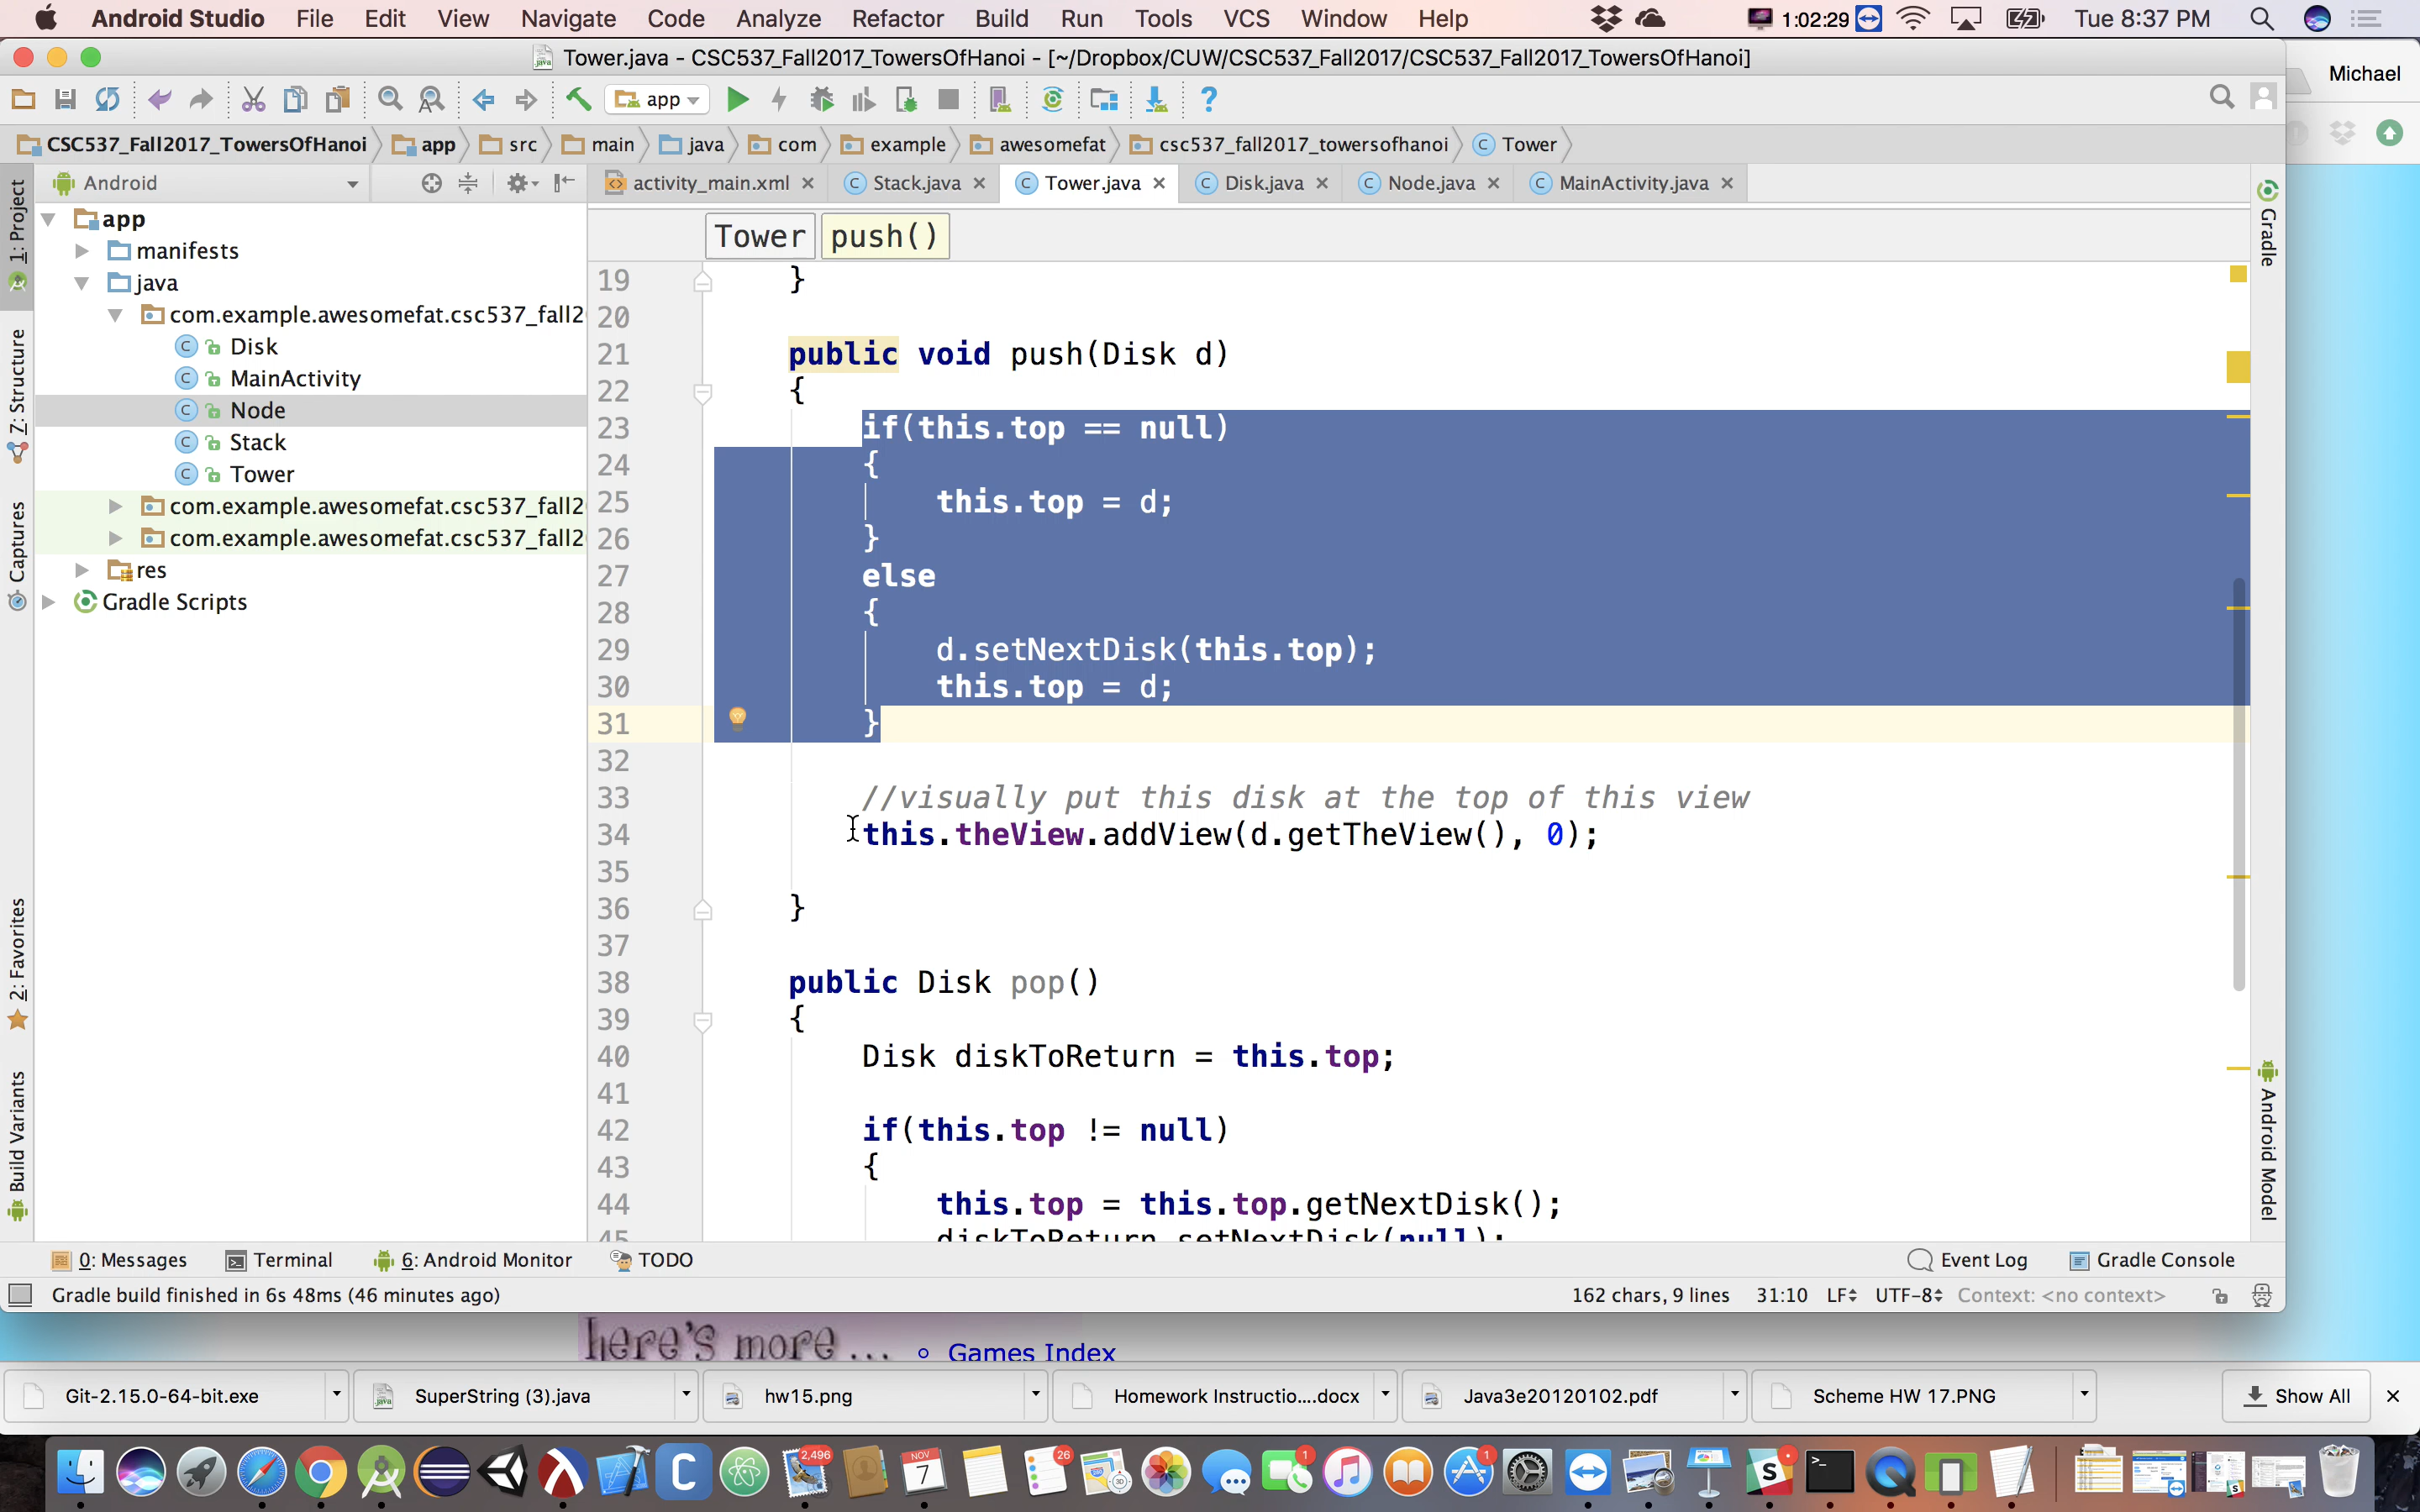 Android Studio File Edit View Navigate Code Analyze Refactor Build Run Tools VCS Window Help 1:02:29 Tue 8:37 PM
Tower.java - CSC537_Fall2017_TowersOfHanoi - [~/Dropbox/CUW/CSC537_Fall2017/CSC537_Fall2017_TowersOfHanoi]
Michael
app
CSC537_Fall2017_TowersOfHanoi app src main java com example awesomefat csc537_fall2017_towersofhanoi Tower
Android
activity_main.xml Stack.java Tower.java Disk.java Node.java MainActivity.java
Tower push()
1: Project
Z: Structure
Captures
2: Favorites
Build Variants
app
manifests
java
com.example.awesomefat.csc537_fall2
Disk
MainActivity
Node
Stack
Tower
com.example.awesomefat.csc537_fall2
com.example.awesomefat.csc537_fall2
res
Gradle Scripts
19 }
20
21 public void push(Disk d)
22 {
23 if(this.top == null)
24 {
25 this.top = d;
26 }
27 else
28 {
29 d.setNextDisk(this.top);
30 this.top = d;
31 }
32
33 //visually put this disk at the top of this view
34 this.theView.addView(d.getTheView(), 0);
35
36 }
37
38 public Disk pop()
39 {
40 Disk diskToReturn = this.top;
41
42 if(this.top != null)
43 {
44 this.top = this.top.getNextDisk();
45 diskToReturn.setNextDisk(null);
Gradle
Android Model
0: Messages Terminal 6: Android Monitor TODO Event Log Gradle Console
Gradle build finished in 6s 48ms (46 minutes ago) 162 chars, 9 lines 31:10 LF UTF-8 Context: <no context>
here's more ... Games Index
Git-2.15.0-64-bit.exe SuperString (3).java hw15.png Homework Instructio....docx Java3e20120102.pdf Scheme HW 17.PNG Show All
2,496 NOV 7 26 1 1